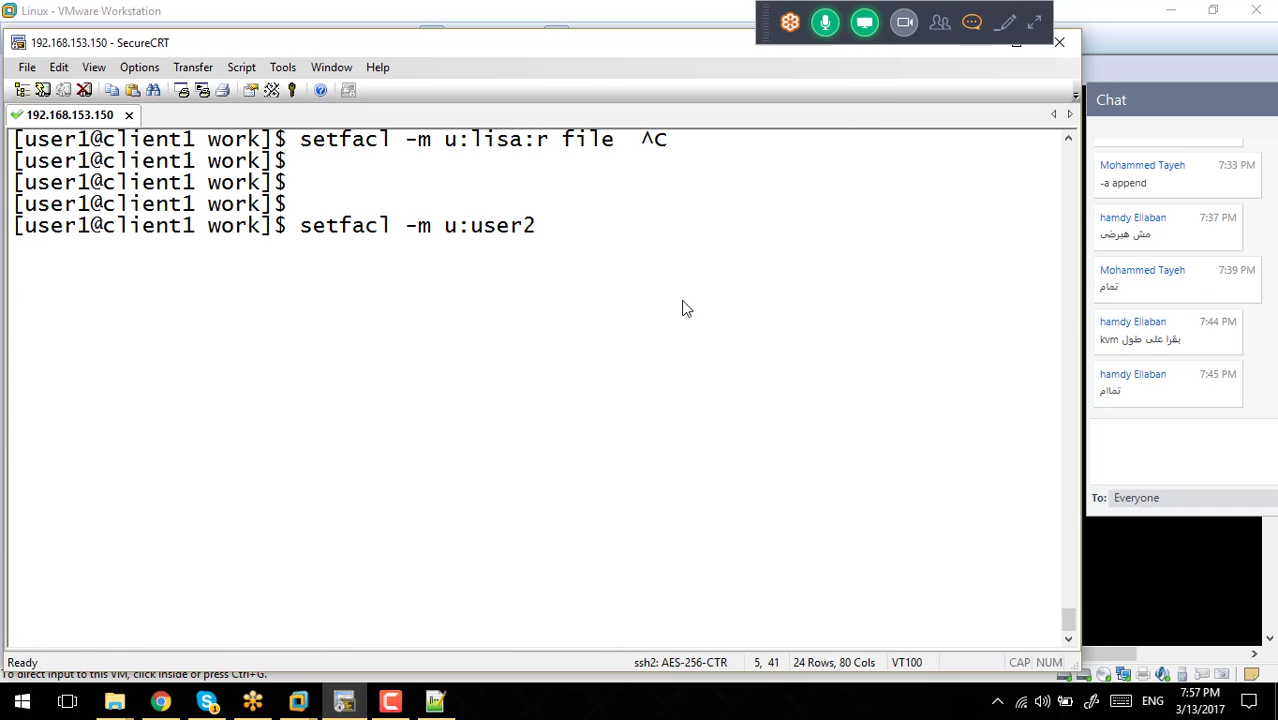 Linux - VMware Workstation
192.168.153.150 - SecureCRT
File Edit View Options Transfer Script Tools Window Help
192.168.153.150
[user1@client1 work]$ setfacl -m u:lisa:r file ^C
[user1@client1 work]$
[user1@client1 work]$
[user1@client1 work]$
[user1@client1 work]$ setfacl -m u:user2
Ready ssh2: AES-256-CTR 5, 41 24 Rows, 80 Cols VT100 CAP NUM
To direct input to this VM, click inside or press Ctrl+G.
Chat
Mohammed Tayeh 7:33 PM
-a append
hamdy Ellaban 7:37 PM
مش هيرضى
Mohammed Tayeh 7:39 PM
تمام
hamdy Ellaban 7:44 PM
kvm بقرا على طول
hamdy Ellaban 7:45 PM
تماام
To: Everyone
ENG
7:57 PM
3/13/2017